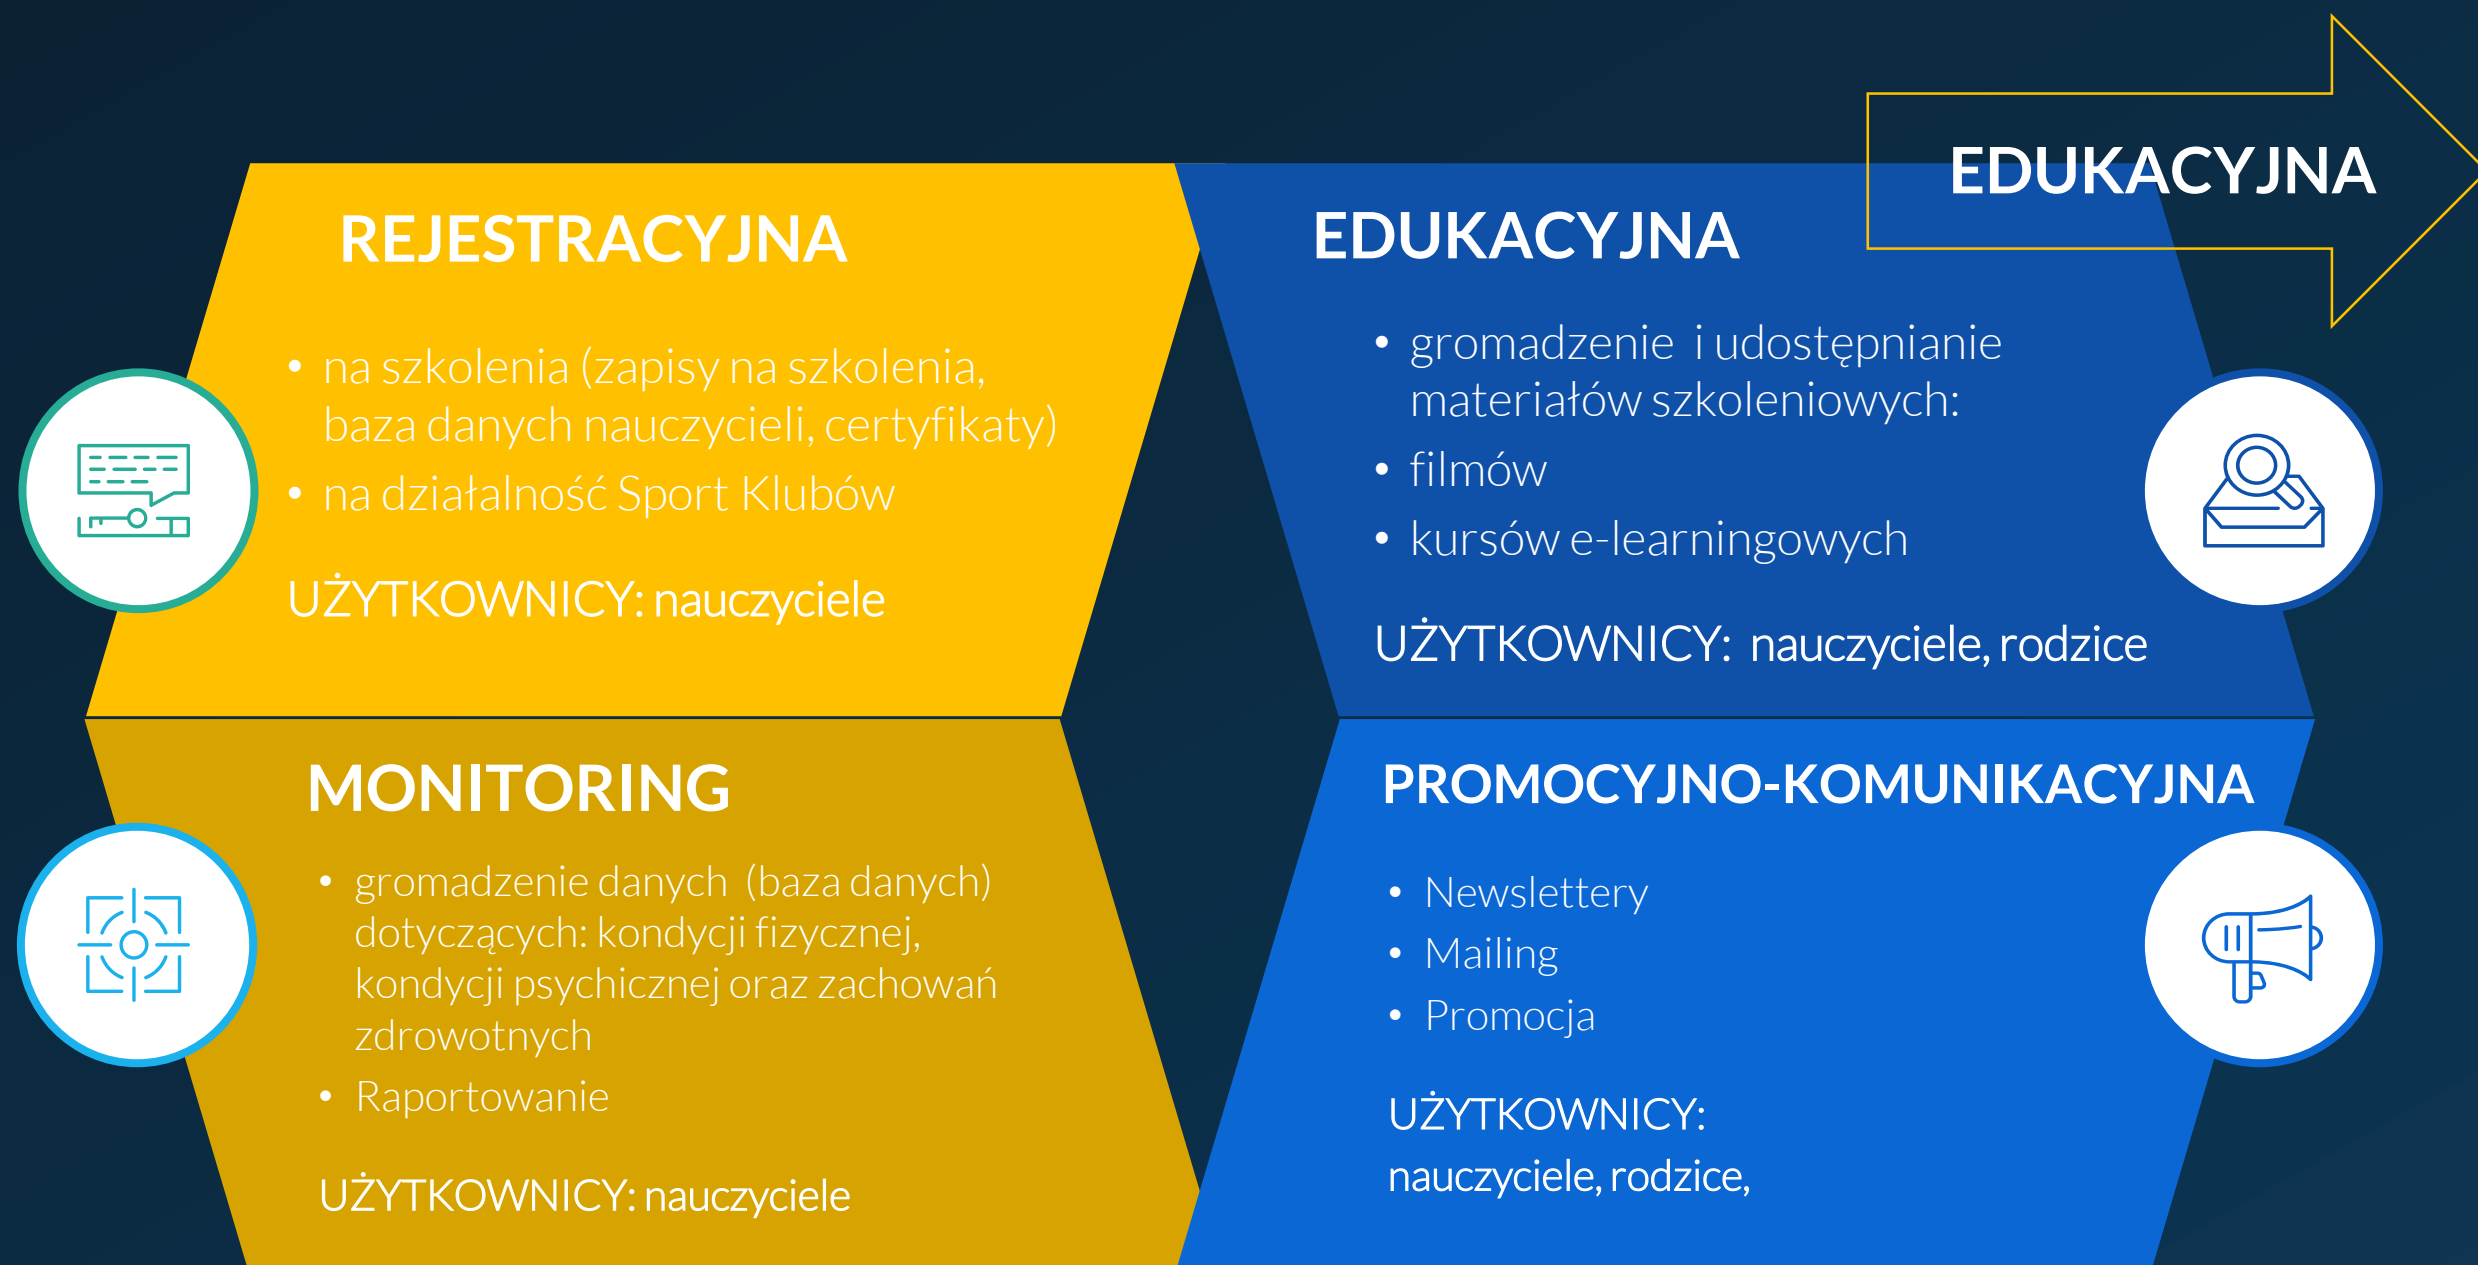 EDUKACYJNA
REJESTRACYJNA
• na szkolenia (zapisy na szkolenia,
baza danych nauczycieli, certyfikaty)
• na działalność Sport Klubów
UŻYTKOWNICY: nauczyciele
EDUKACYJNA
• gromadzenie i udostępnianie
materiałów szkoleniowych:
• filmów
• kursów e-learningowych
UŻYTKOWNICY: nauczyciele, rodzice
MONITORING
• gromadzenie danych (baza danych)
dotyczących: kondycji fizycznej,
kondycji psychicznej oraz zachowań
zdrowotnych
• Raportowanie
UŻYTKOWNICY: nauczyciele
PROMOCYJNO-KOMUNIKACYJNA
• Newslettery
• Mailing
• Promocja
UŻYTKOWNICY:
nauczyciele, rodzice,